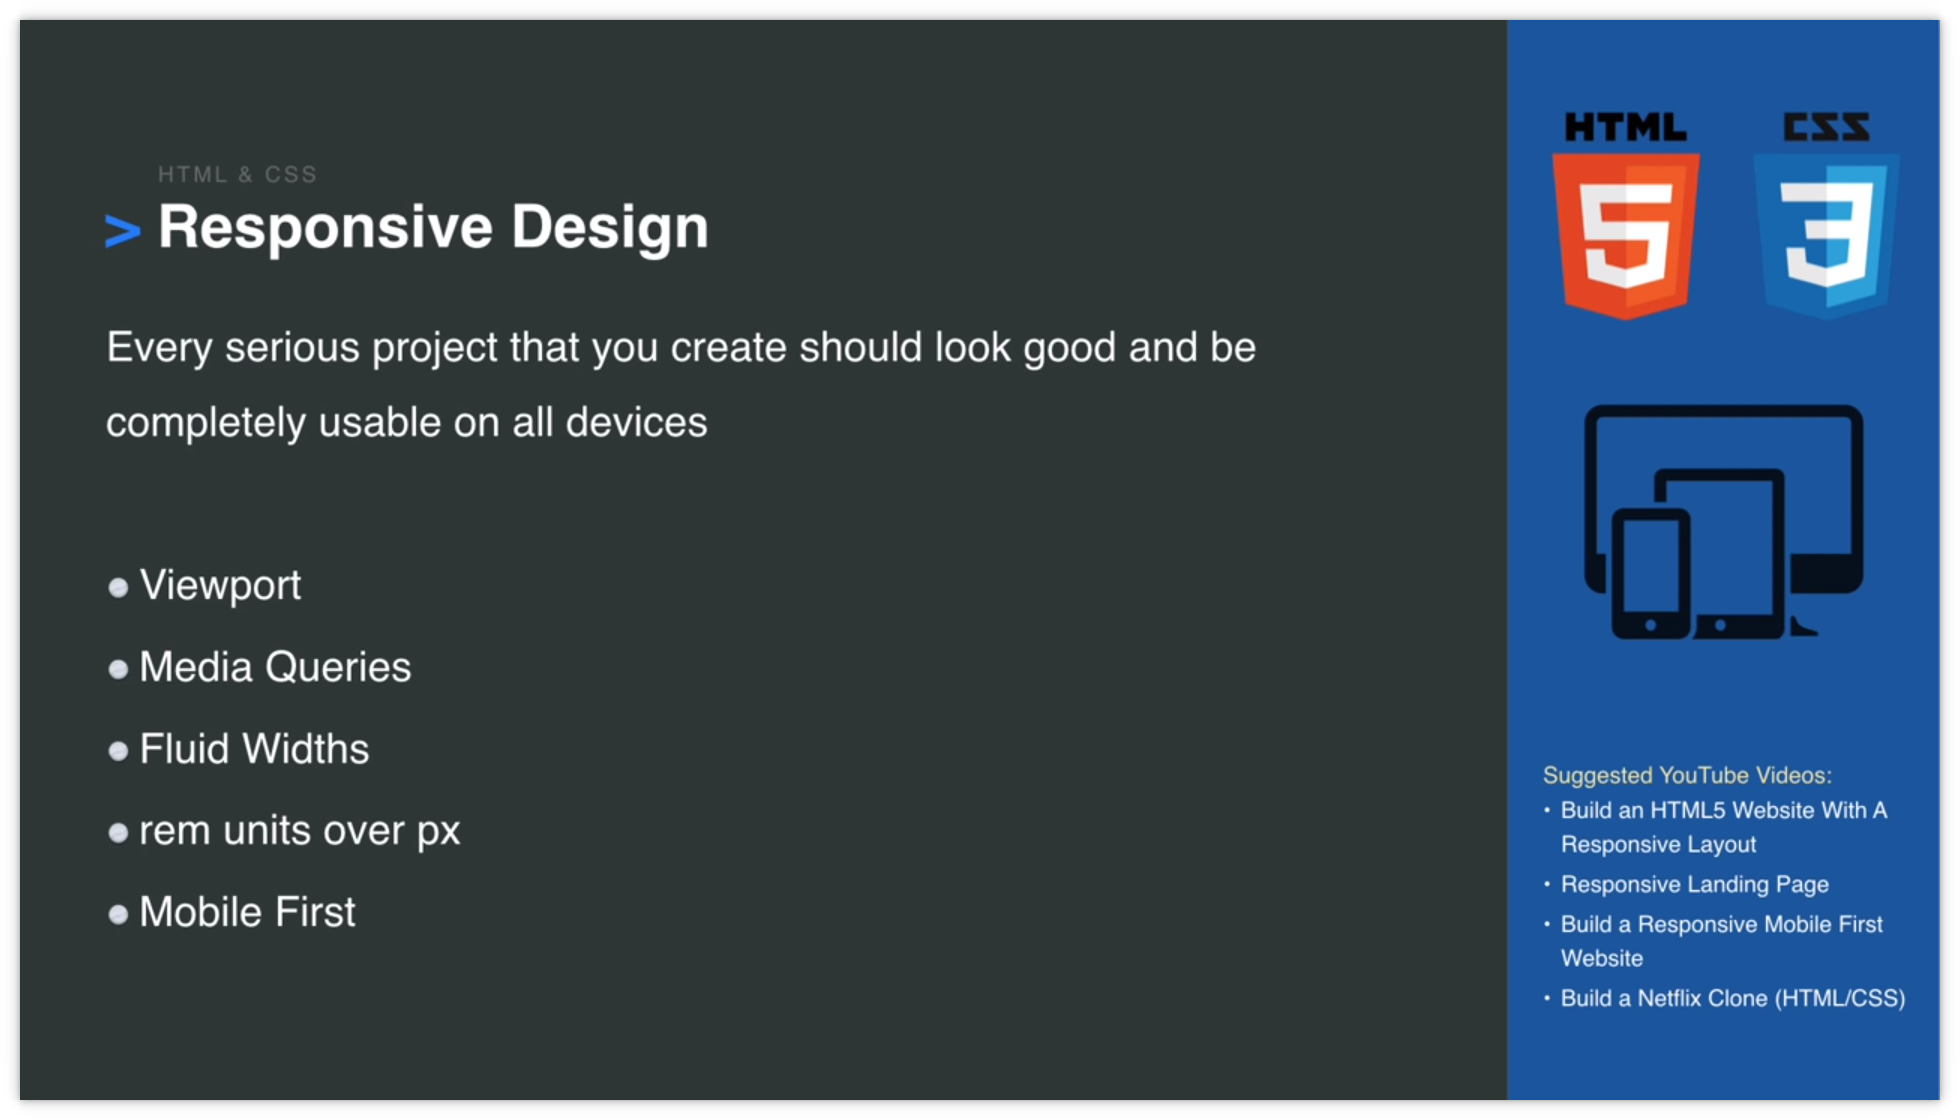 HTML & CSS
> Responsive Design
Every serious project that you create should look good and be
completely usable on all devices
Viewport
Media Queries
Fluid Widths
rem units over px
Mobile First
HTML
5
CSS
3
Suggested YouTube Videos:
• Build an HTML5 Website With A
Responsive Layout
• Responsive Landing Page
• Build a Responsive Mobile First
Website
• Build a Netflix Clone (HTML/CSS)